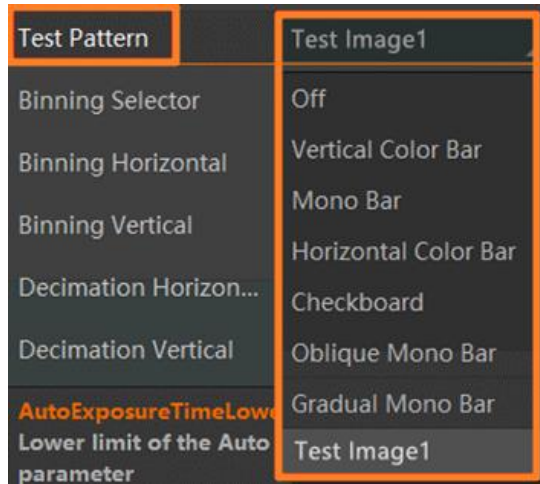 Test Pattern
Test Image1
Binning Selector
Off
Binning Horizontal
Vertical Color Bar
Mono Bar
Binning Vertical
Horizontal Color Bar
Decimation Horizon...
Checkboard
Decimation Vertical
Oblique Mono Bar
Gradual Mono Bar
Lower limit of the Auto
Test Image1
parameter